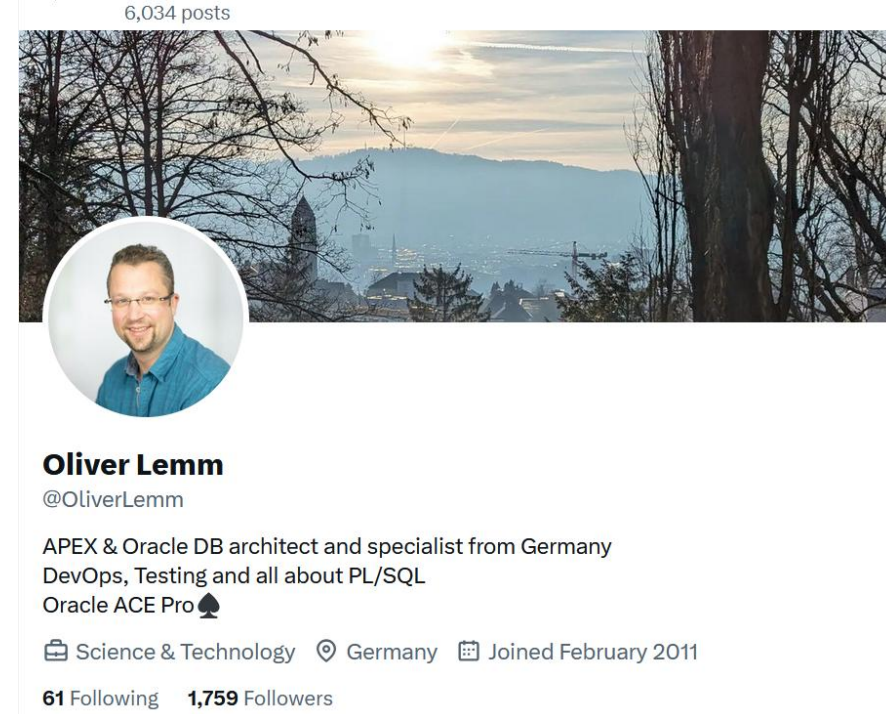 6,034 posts
Oliver Lemm
@OliverLemm
APEX & Oracle DB architect and specialist from Germany
DevOps, Testing and all about PL/SQL
Oracle ACE Pro♠
Science & Technology Germany Joined February 2011
61 Following 1,759 Followers